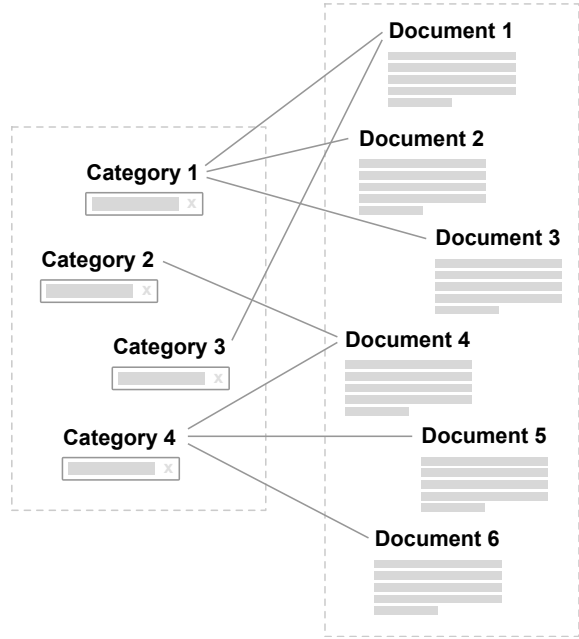 Category 1
x
Category 2
x
Category 3
x
Category 4
x
Document 1
Document 2
Document 3
Document 4
Document 5
Document 6